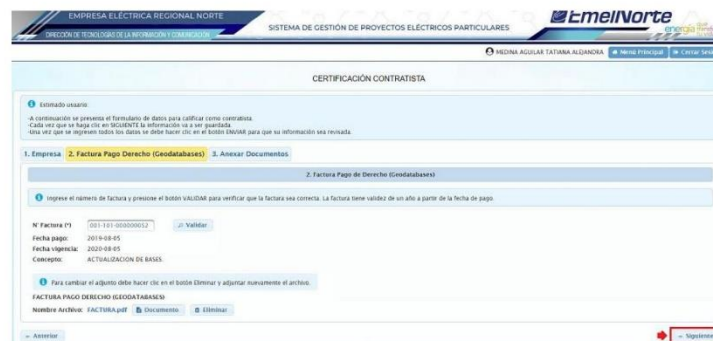 EMPRESA ELÉCTRICA REGIONAL NORTE
DIRECCIÓN DE TECNOLOGÍAS DE LA INFORMACIÓN Y COMUNICACIÓN
SISTEMA DE GESTIÓN DE PROYECTOS ELÉCTRICOS PARTICULARES
EmelNorte
energía que
MEDINA AGUILAR TATIANA ALEJANDRA Menú Principal Cerrar Sesi
CERTIFICACIÓN CONTRATISTA
Estimado usuario
-A continuación se presenta el formulario de datos para calificar como contratista.
-Cada vez que se haga clic en SIGUIENTE la información va a ser guardada.
-Una vez que se ingresen todos los datos se debe hacer clic en el botón ENVIAR para que su información sea revisada.
1. Empresa 2. Factura Pago Derecho (Geodatabases) 3. Anexar Documentos
2. Factura Pago de Derecho (Geodatabases)
Ingrese el número de factura y presione el botón VALIDAR para verificar que la factura sea correcta. La factura tiene validez de un año a partir de la fecha de pago.
N° Factura (*) 001-101-000000052 Validar
Fecha pago: 2019-08-05
Fecha vigencia: 2020-08-05
Concepto: ACTUALIZACION DE BASES
Para cambiar el adjunto debe hacer clic en el botón Eliminar y adjuntar nuevamente el archivo.
FACTURA PAGO DERECHO (GEODATABASES)
Nombre Archivo: FACTURA.pdf Documento Eliminar
← Anterior
→ Siguiente